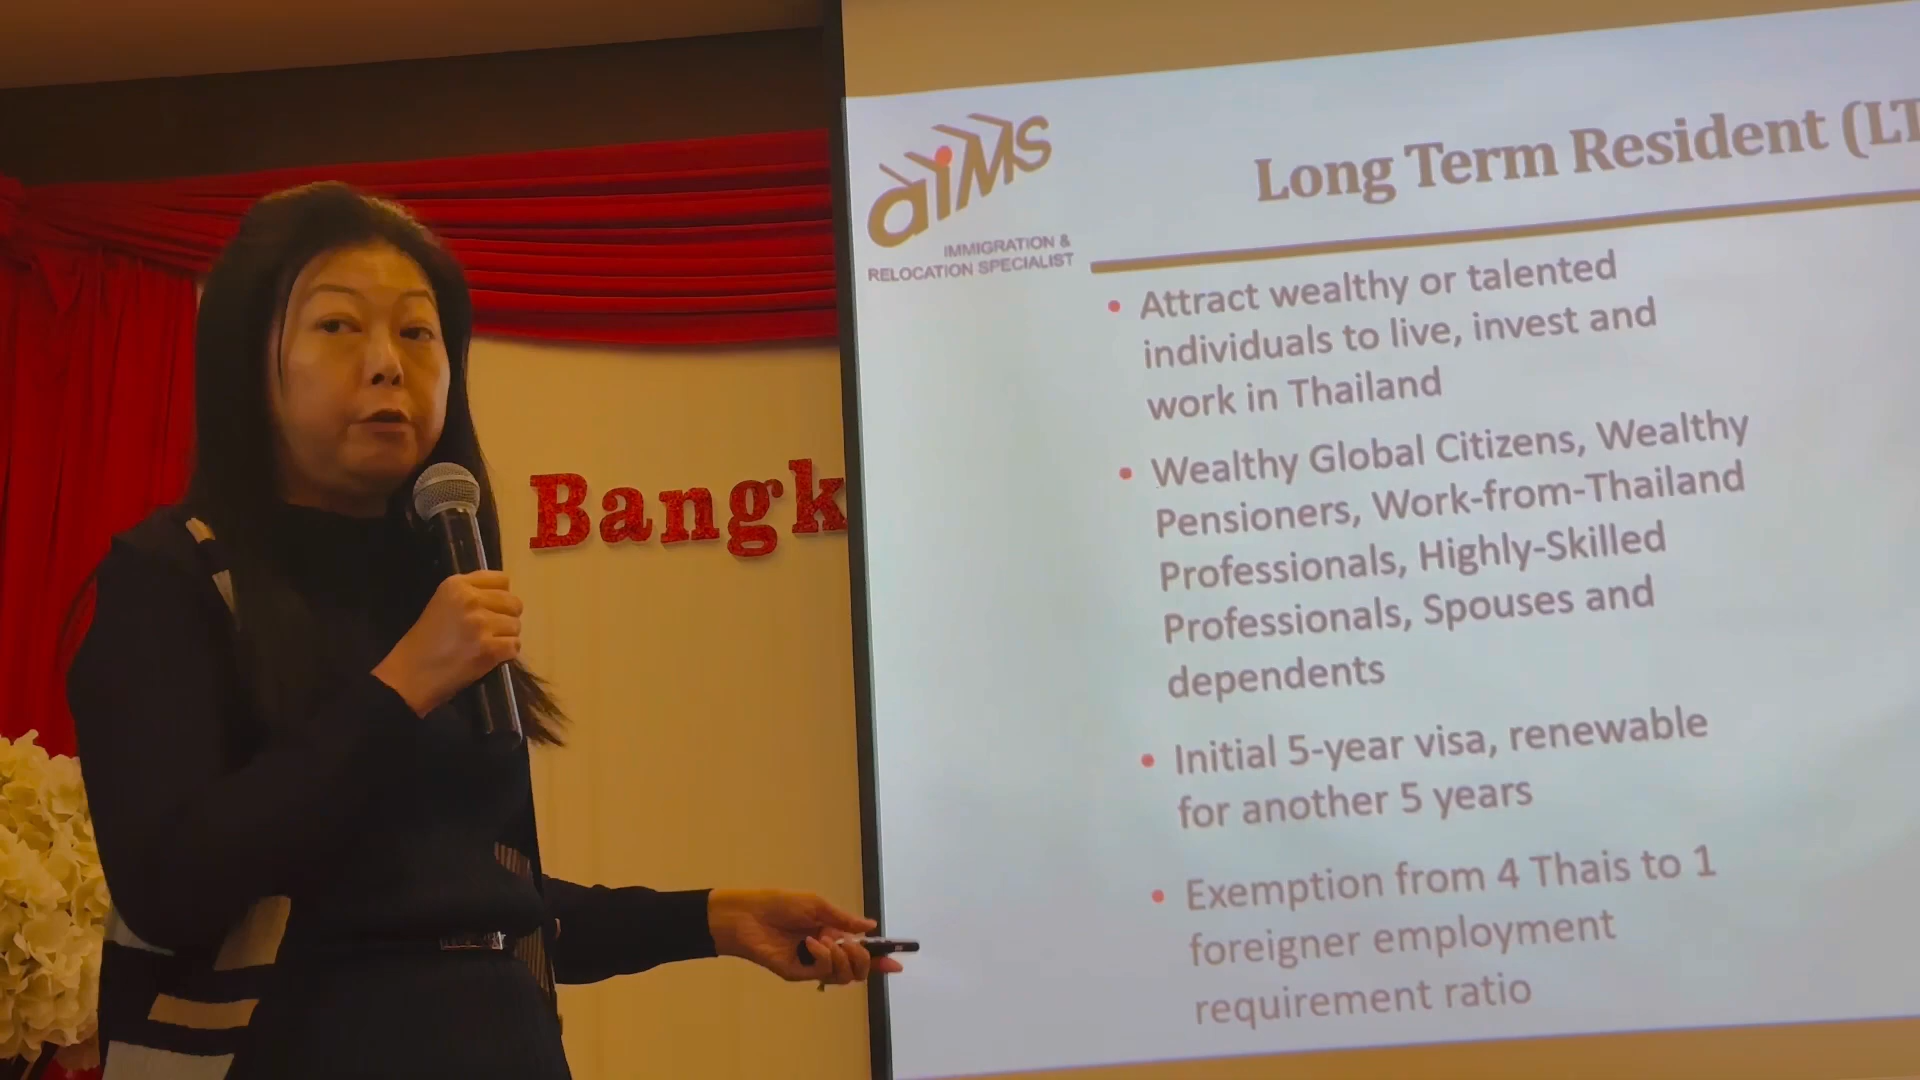 aiMS
IMMIGRATION &
RELOCATION SPECIALIST
Long Term Resident (LT
• Attract wealthy or talented
individuals to live, invest and
work in Thailand
• Wealthy Global Citizens, Wealthy
Pensioners, Work-from-Thailand
Professionals, Highly-Skilled
Professionals, Spouses and
dependents
• Initial 5-year visa, renewable
for another 5 years
• Exemption from 4 Thais to 1
foreigner employment
requirement ratio
Bangk